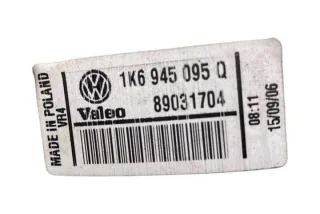 MADE IN POLAND
VR4
1K6 945 095 Q
Valeo
89031704
08:11
15/09/06